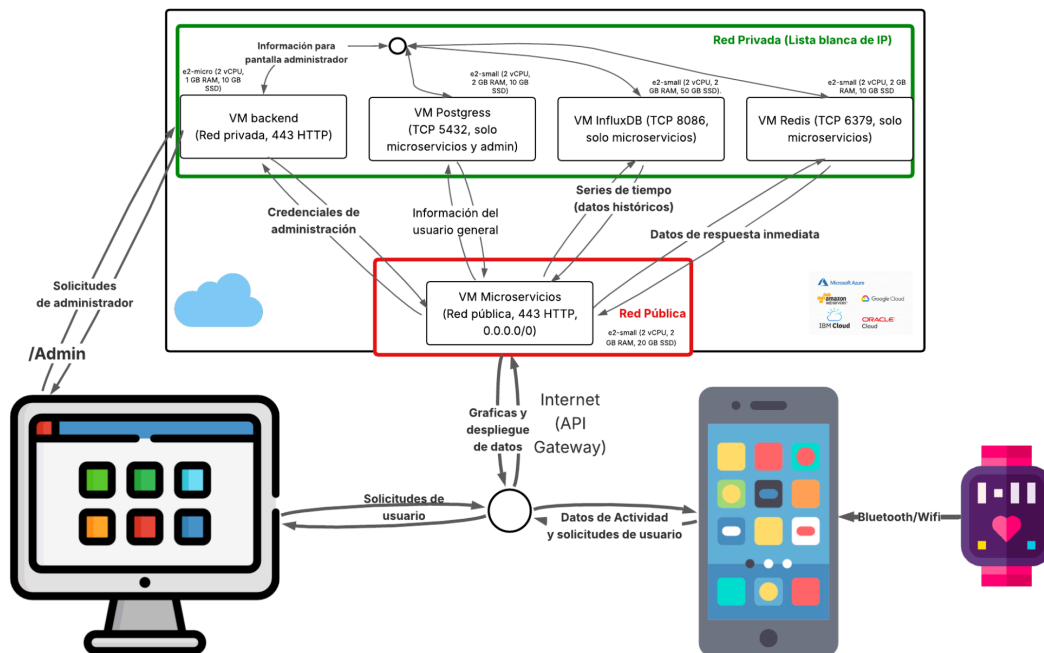 Red Privada (Lista blanca de IP)
Información para
pantalla administrador
e2-micro (2 vCPU,
1 GB RAM, 10 GB
SSD)
e2-small (2 vCPU,
2 GB RAM, 10 GB
SSD)
e2-small (2 vCPU, 2
GB RAM, 50 GB SSD).
e2-small (2 vCPU, 2 GB
RAM, 10 GB SSD
VM backend
(Red privada, 443 HTTP)
VM Postgress
(TCP 5432, solo
microservicios y admin)
VM InfluxDB (TCP 8086,
solo microservicios)
VM Redis (TCP 6379, solo
microservicios)
Credenciales de
administración
Información del
usuario general
Series de tiempo
(datos históricos)
Datos de respuesta inmediata
VM Microservicios
(Red pública, 443 HTTP,
0.0.0.0/0)
Red Pública
e2-small (2 vCPU, 2
GB RAM, 20 GB SSD)
Microsoft Azure
amazon
web services
Google Cloud
IBM Cloud
ORACLE
Cloud
Solicitudes
de administrador
/Admin
Graficas y
despliegue
de datos
Internet
(API
Gateway)
Solicitudes de
usuario
Datos de Actividad
y solicitudes de usuario
Bluetooth/Wifi